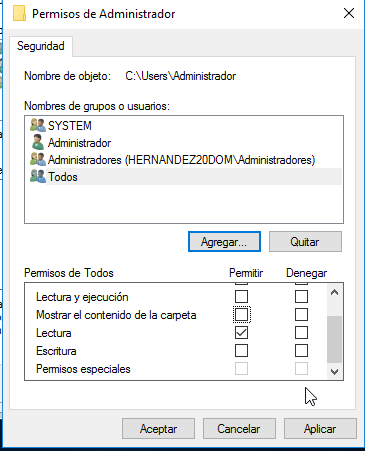 Permisos de Administrador
Seguridad
Nombre de objeto: C:\Users\Administrador
Nombres de grupos o usuarios:
SYSTEM
Administrador
Administradores (HERNANDEZ20DOM\Administradores)
Todos
Agregar... Quitar
Permisos de Todos Permitir Denegar
Lectura y ejecución
Mostrar el contenido de la carpeta
Lectura
Escritura
Permisos especiales
Aceptar Cancelar Aplicar